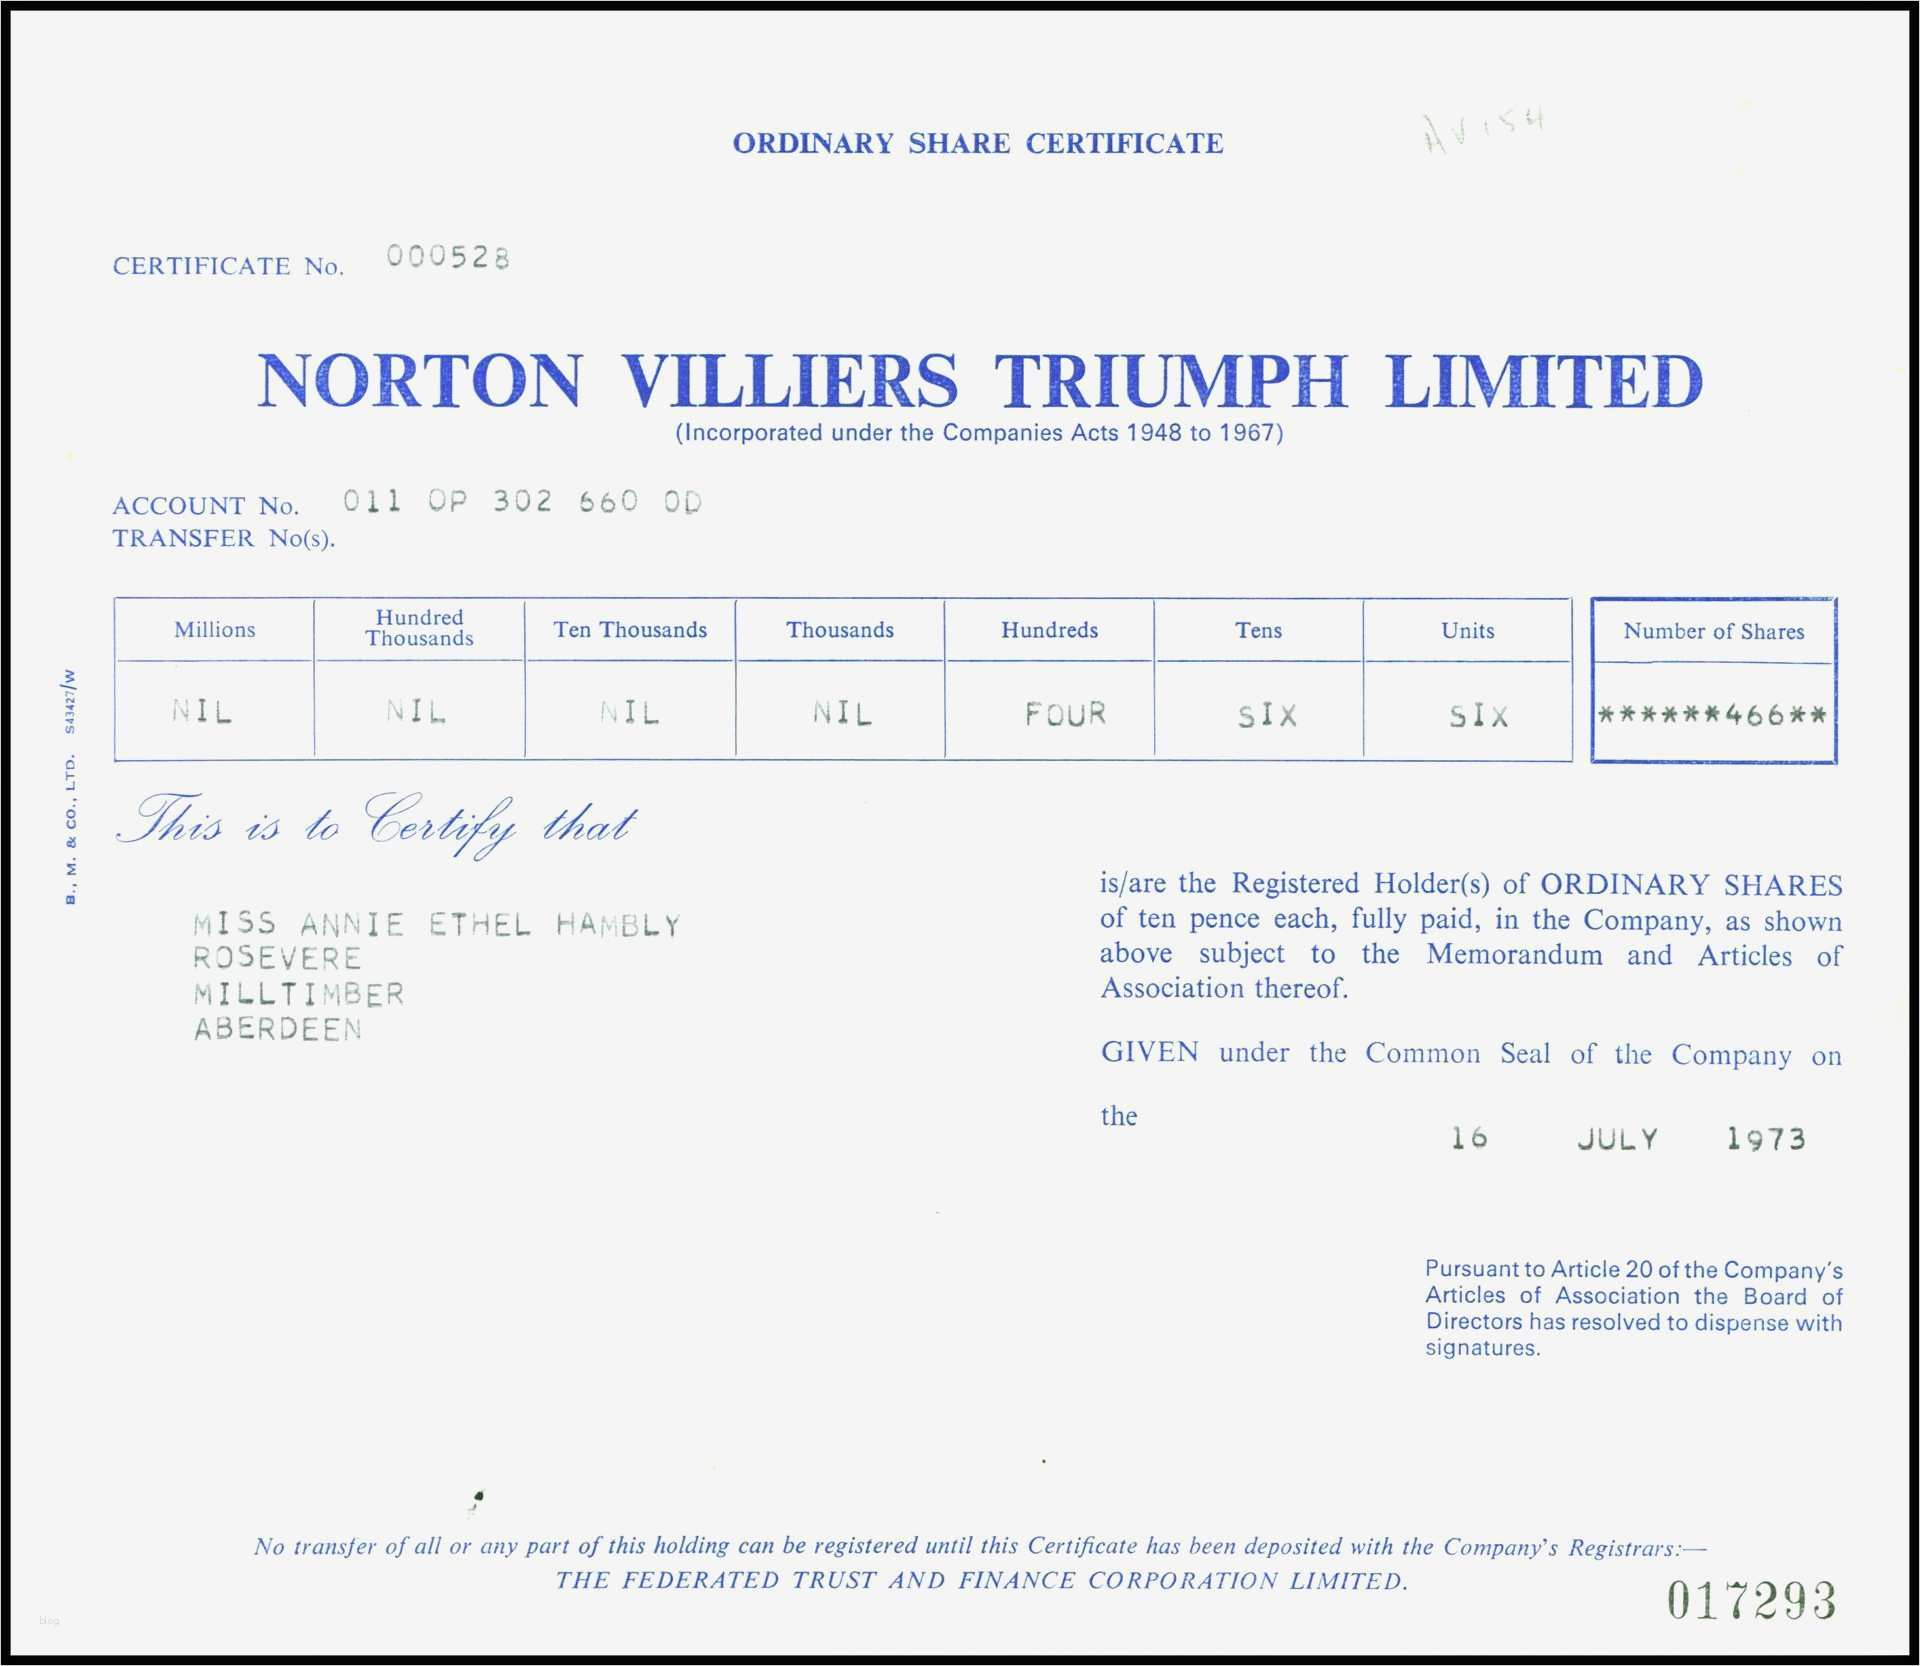 ORDINARY SHARE CERTIFICATE
AV154
CERTIFICATE No. 000528
NORTON VILLIERS TRIUMPH LIMITED
(Incorporated under the Companies Acts 1948 to 1967)
ACCOUNT No. 011 OP 302 660 OD
TRANSFER No(s).
Millions Hundred Thousands Ten Thousands Thousands Hundreds Tens Units Number of Shares
NIL NIL NIL NIL FOUR SIX SIX ******466**
B., M. & CO., LTD. S43427/W
This is to Certify that
MISS ANNIE ETHEL HAMBLY
ROSEVERE
MILLTIMBER
ABERDEEN
is/are the Registered Holder(s) of ORDINARY SHARES
of ten pence each, fully paid, in the Company, as shown
above subject to the Memorandum and Articles of
Association thereof.
GIVEN under the Common Seal of the Company on
the
16 JULY 1973
Pursuant to Article 20 of the Company's
Articles of Association the Board of
Directors has resolved to dispense with
signatures.
No transfer of all or any part of this holding can be registered until this Certificate has been deposited with the Company's Registrars:—
THE FEDERATED TRUST AND FINANCE CORPORATION LIMITED.
017293
blog